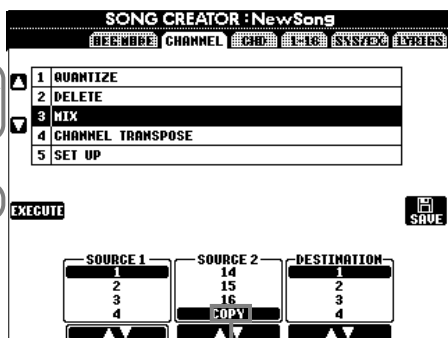 SONG CREATOR : NewSong
REC MODE CHANNEL CHD 1-16 SYS/EX. LYRICS
1 QUANTIZE
2 DELETE
3 MIX
4 CHANNEL TRANSPOSE
5 SET UP
EXECUTE
SAVE
SOURCE 1 SOURCE 2 DESTINATION
1 14 1
2 15 2
3 16 3
4 COPY 4